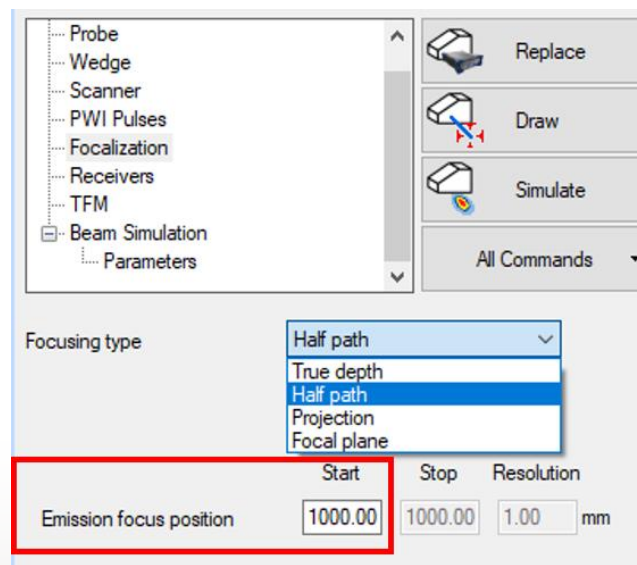 Probe
Wedge
Scanner
PWI Pulses
Focalization
Receivers
TFM
Beam Simulation
Parameters
Replace
Draw
Simulate
All Commands
Focusing type
Half path
True depth
Half path
Projection
Focal plane
Start Stop Resolution
Emission focus position 1000.00 1000.00 1.00 mm